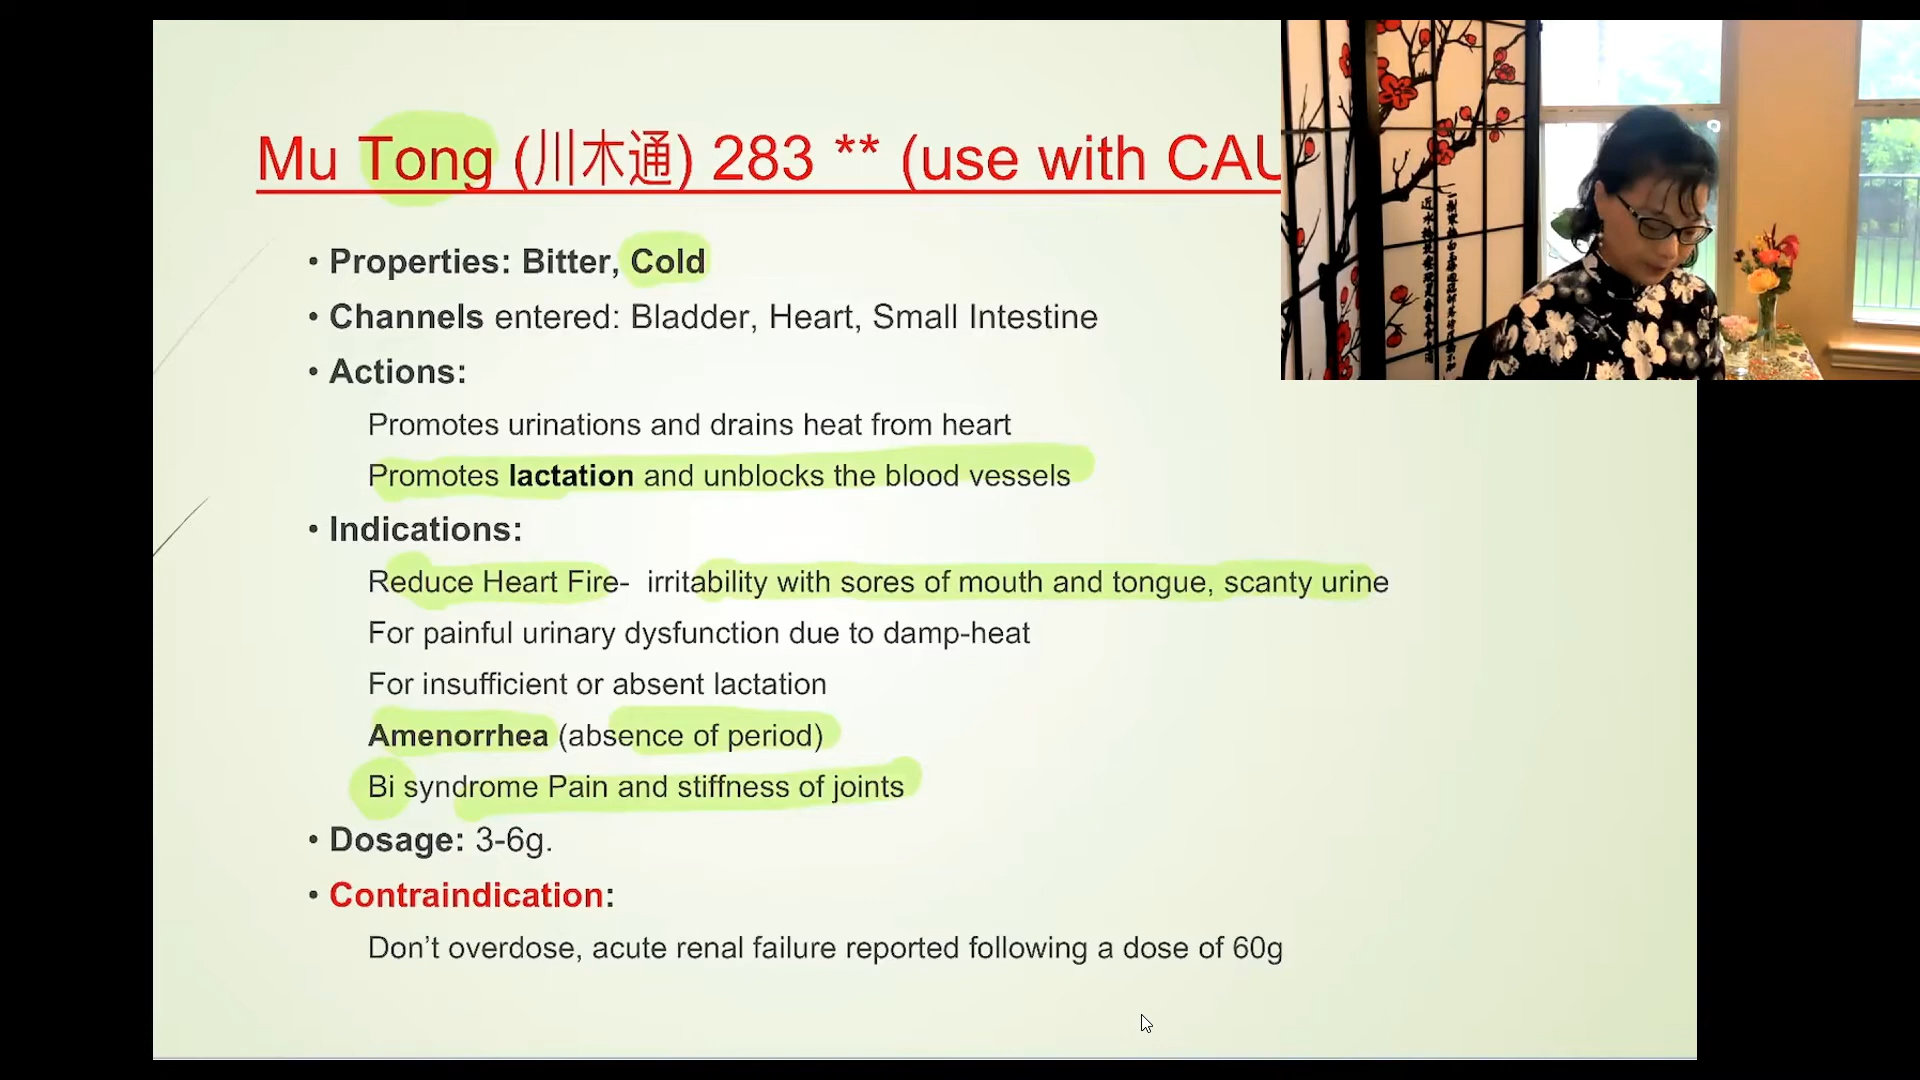 Mu Tong (川木通) 283 ** (use with CAU
• Properties: Bitter, Cold
• Channels entered: Bladder, Heart, Small Intestine
• Actions:
Promotes urinations and drains heat from heart
Promotes lactation and unblocks the blood vessels
• Indications:
Reduce Heart Fire- irritability with sores of mouth and tongue, scanty urine
For painful urinary dysfunction due to damp-heat
For insufficient or absent lactation
Amenorrhea (absence of period)
Bi syndrome Pain and stiffness of joints
• Dosage: 3-6g.
• Contraindication:
Don’t overdose, acute renal failure reported following a dose of 60g